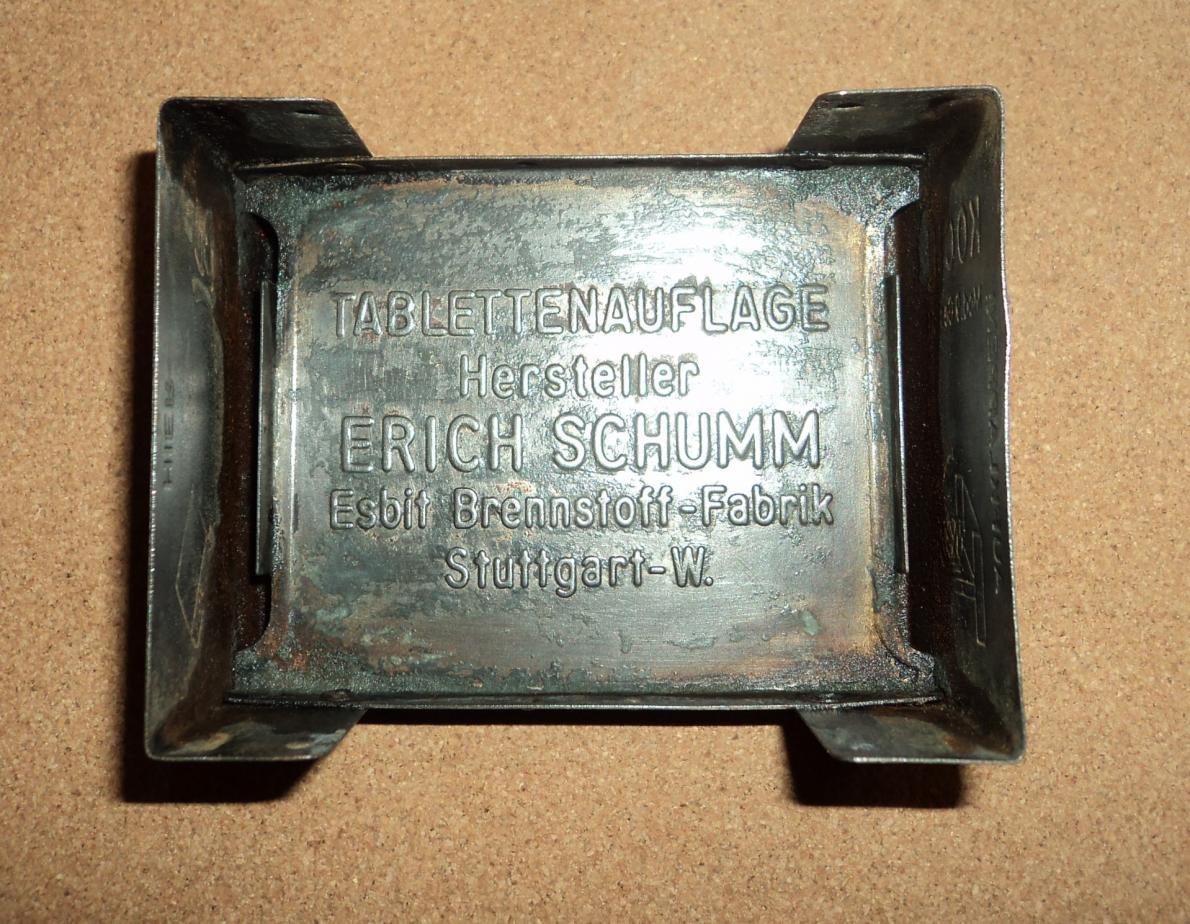 TABLETTENAUFLAGE
Hersteller
ERICH SCHUMM
Esbit Brennstoff-Fabrik
Stuttgart-W.